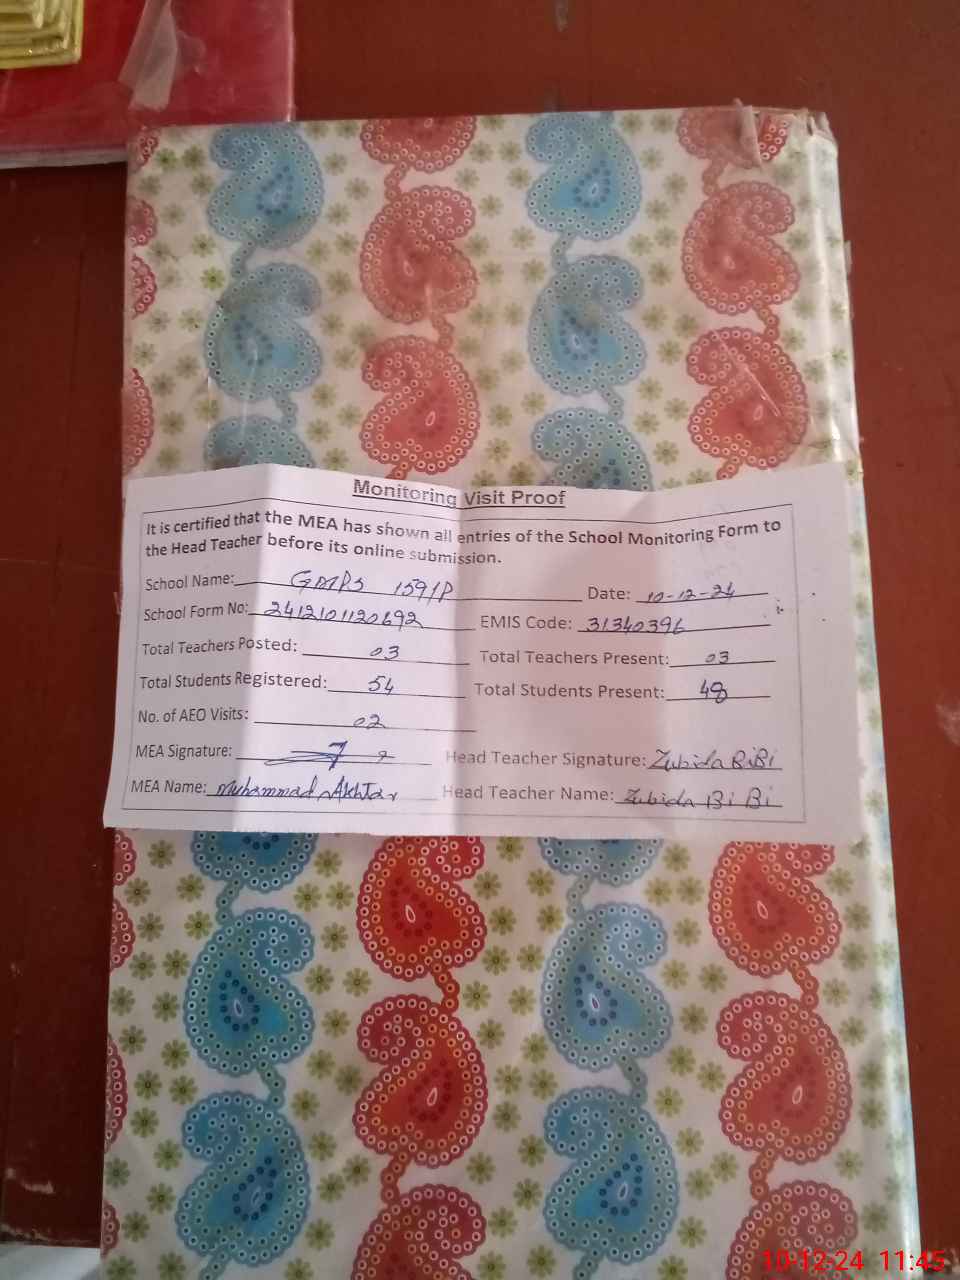 Monitoring Visit Proof
It is certified that the MEA has shown all entries of the School Monitoring Form to
the Head Teacher before its online submission.
School Name: GMPS 159/P Date: 10-12-24
School Form No: 2412101120692 EMIS Code: 31340396
Total Teachers Posted: 03 Total Teachers Present: 03
Total Students Registered: 54 Total Students Present: 48
No. of AEO Visits: 02
MEA Signature: Head Teacher Signature: Zubida BiBi
MEA Name: Muhammad Akhtar Head Teacher Name: Zubida Bi Bi
10-12-24 11:45